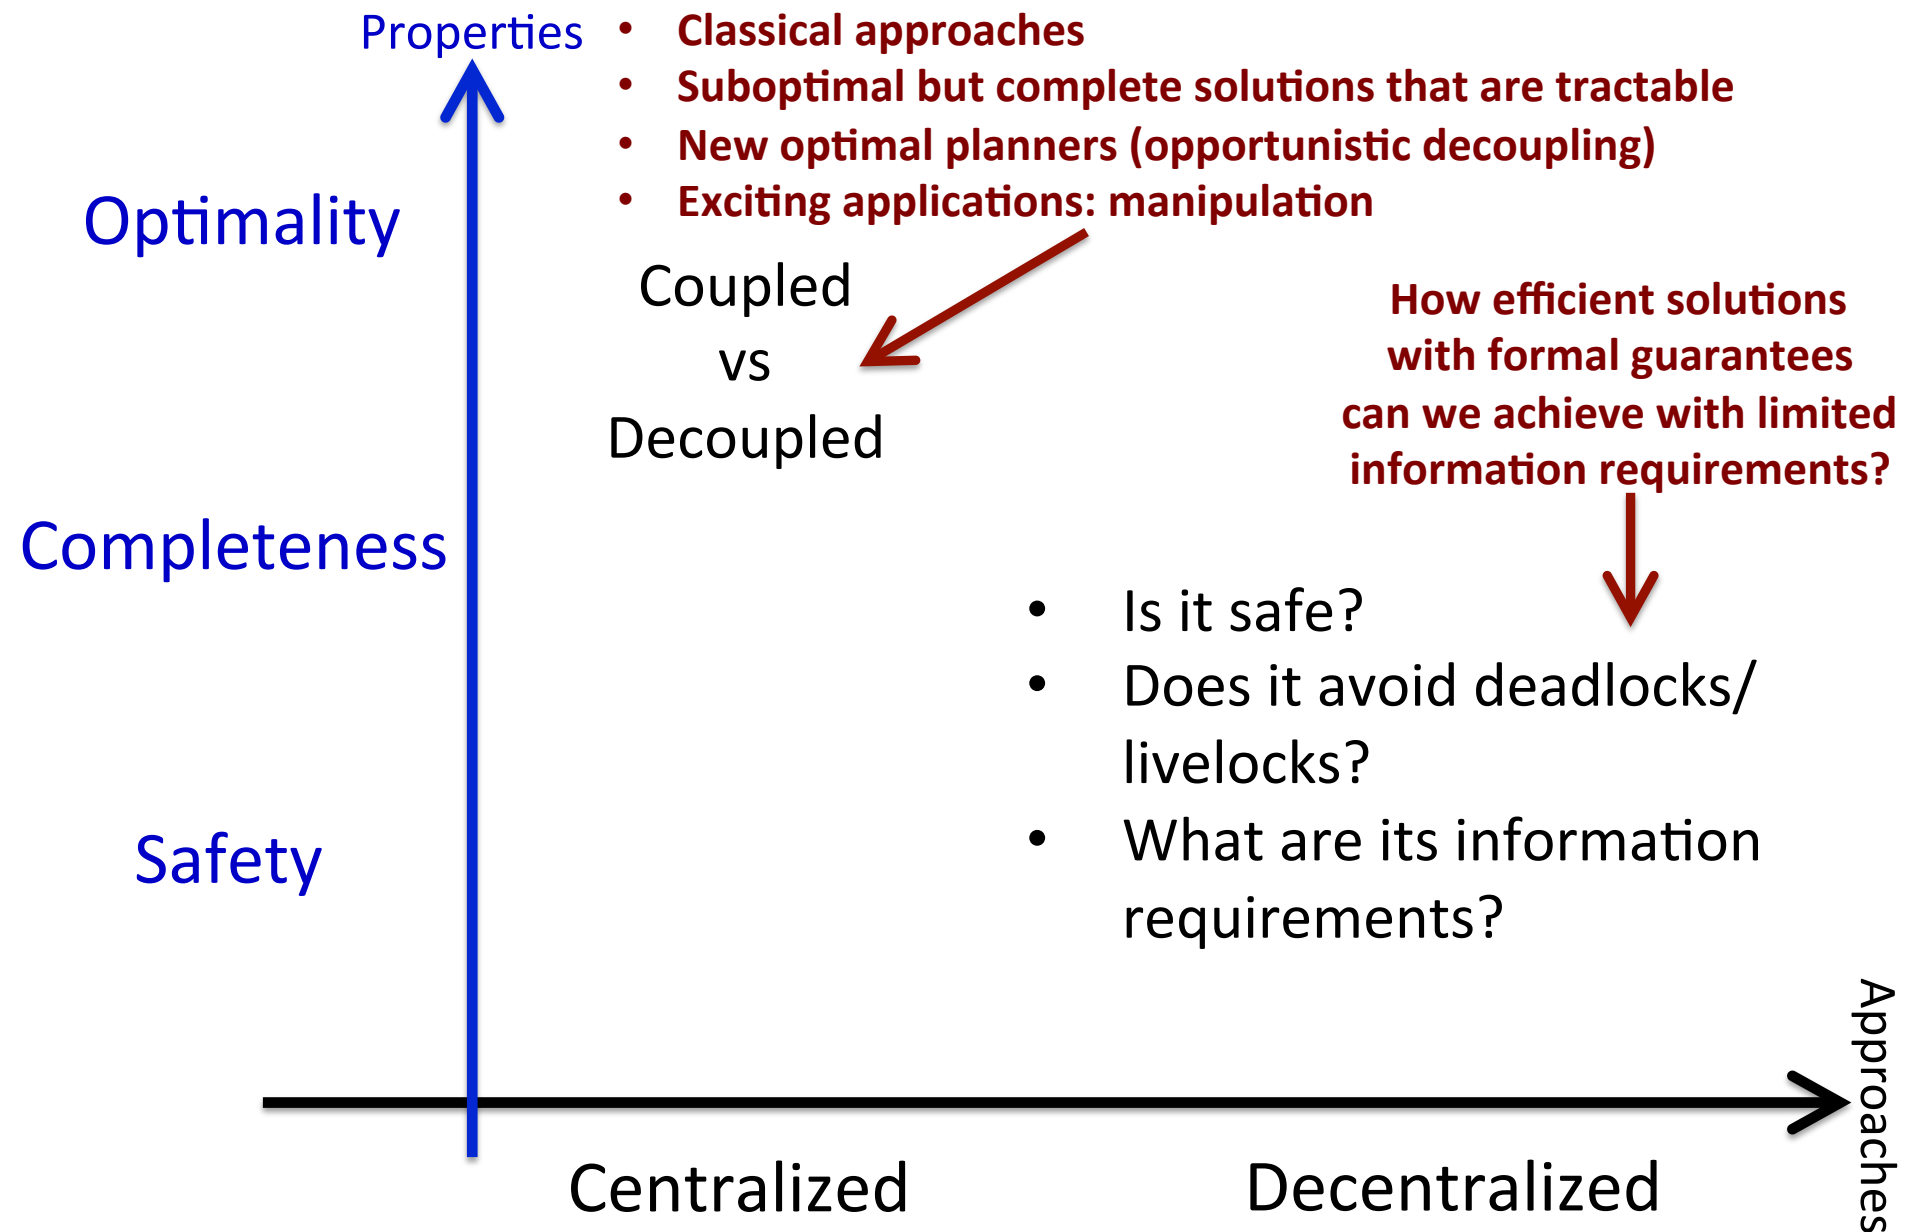 Properties
• Classical approaches
• Suboptimal but complete solutions that are tractable
• New optimal planners (opportunistic decoupling)
• Exciting applications: manipulation
Optimality
Coupled
vs
Decoupled
How efficient solutions
with formal guarantees
can we achieve with limited
information requirements?
Completeness
• Is it safe?
• Does it avoid deadlocks/
livelocks?
• What are its information
requirements?
Safety
Approaches
Centralized
Decentralized